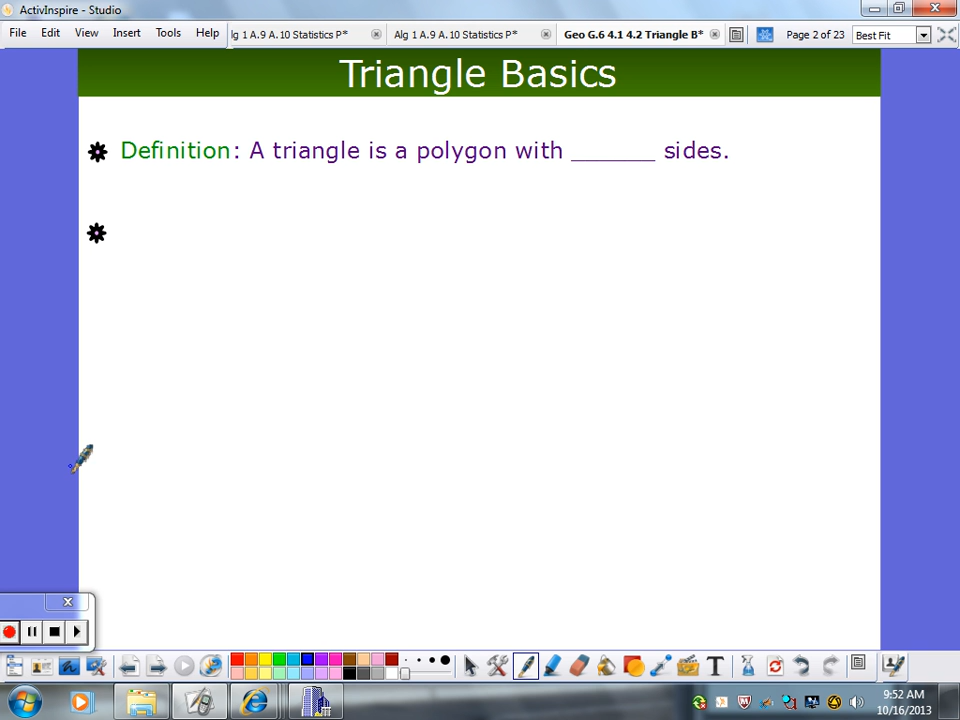 ActivInspire - Studio
File Edit View Insert Tools Help lg 1 A.9 A.10 Statistics P* Alg 1 A.9 A.10 Statistics P* Geo G.6 4.1 4.2 Triangle B* Page 2 of 23 Best Fit
Triangle Basics
Definition: A triangle is a polygon with _______ sides.
T
9:52 AM
10/16/2013